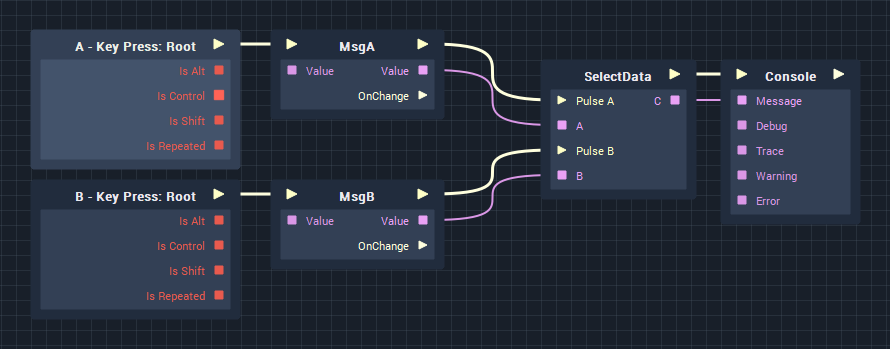 A - Key Press: Root
Is Alt
Is Control
Is Shift
Is Repeated
MsgA
Value Value
OnChange
B - Key Press: Root
Is Alt
Is Control
Is Shift
Is Repeated
MsgB
Value Value
OnChange
SelectData
Pulse A C
A
Pulse B
B
Console
Message
Debug
Trace
Warning
Error